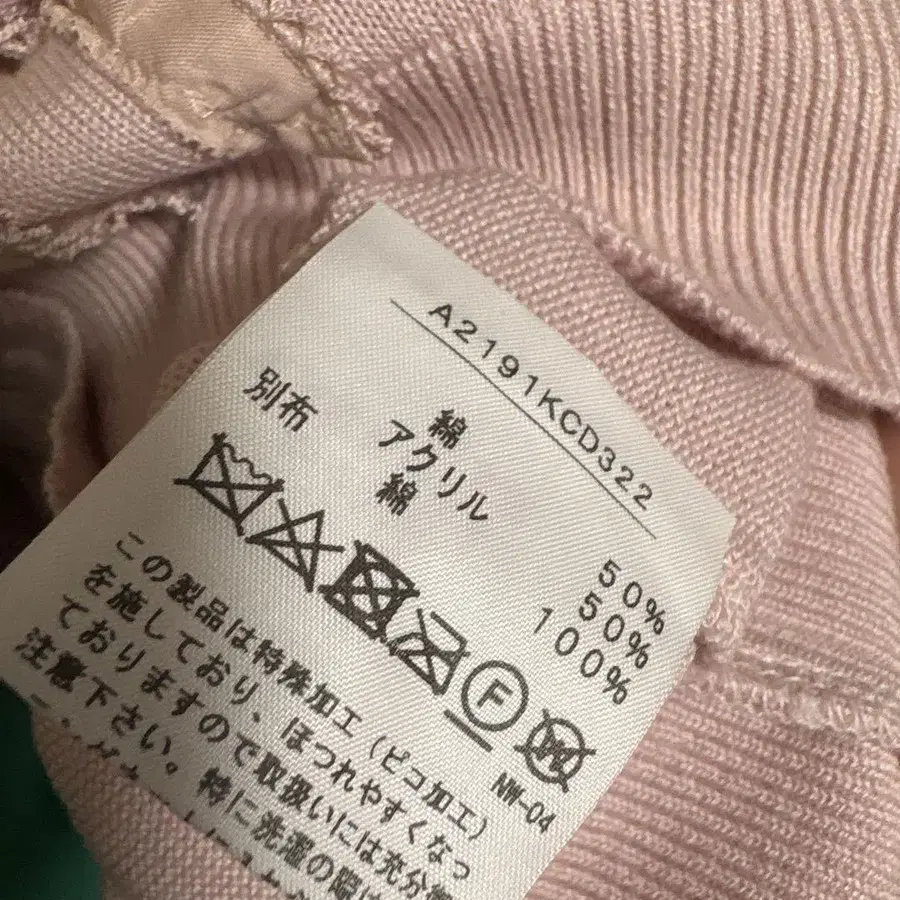 A2191KCD322
綿 50%
アクリル 50%
別布 綿 100%
F
W
NW-04
この製品は特殊加工（ピコ加工）
を施しており、ほつれやすくなっ
ておりますので取扱いには充分
注意下さい。特に洗濯の際は